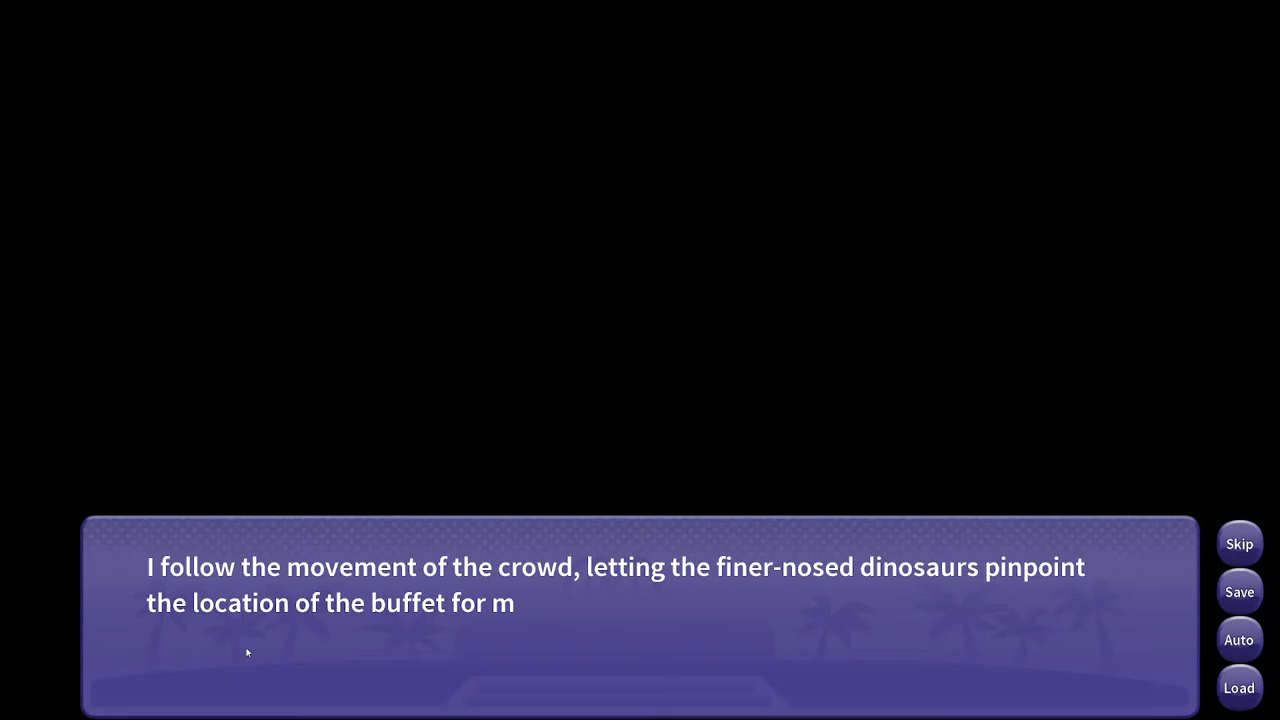 I follow the movement of the crowd, letting the finer-nosed dinosaurs pinpoint
the location of the buffet for m
Skip
Save
Auto
Load